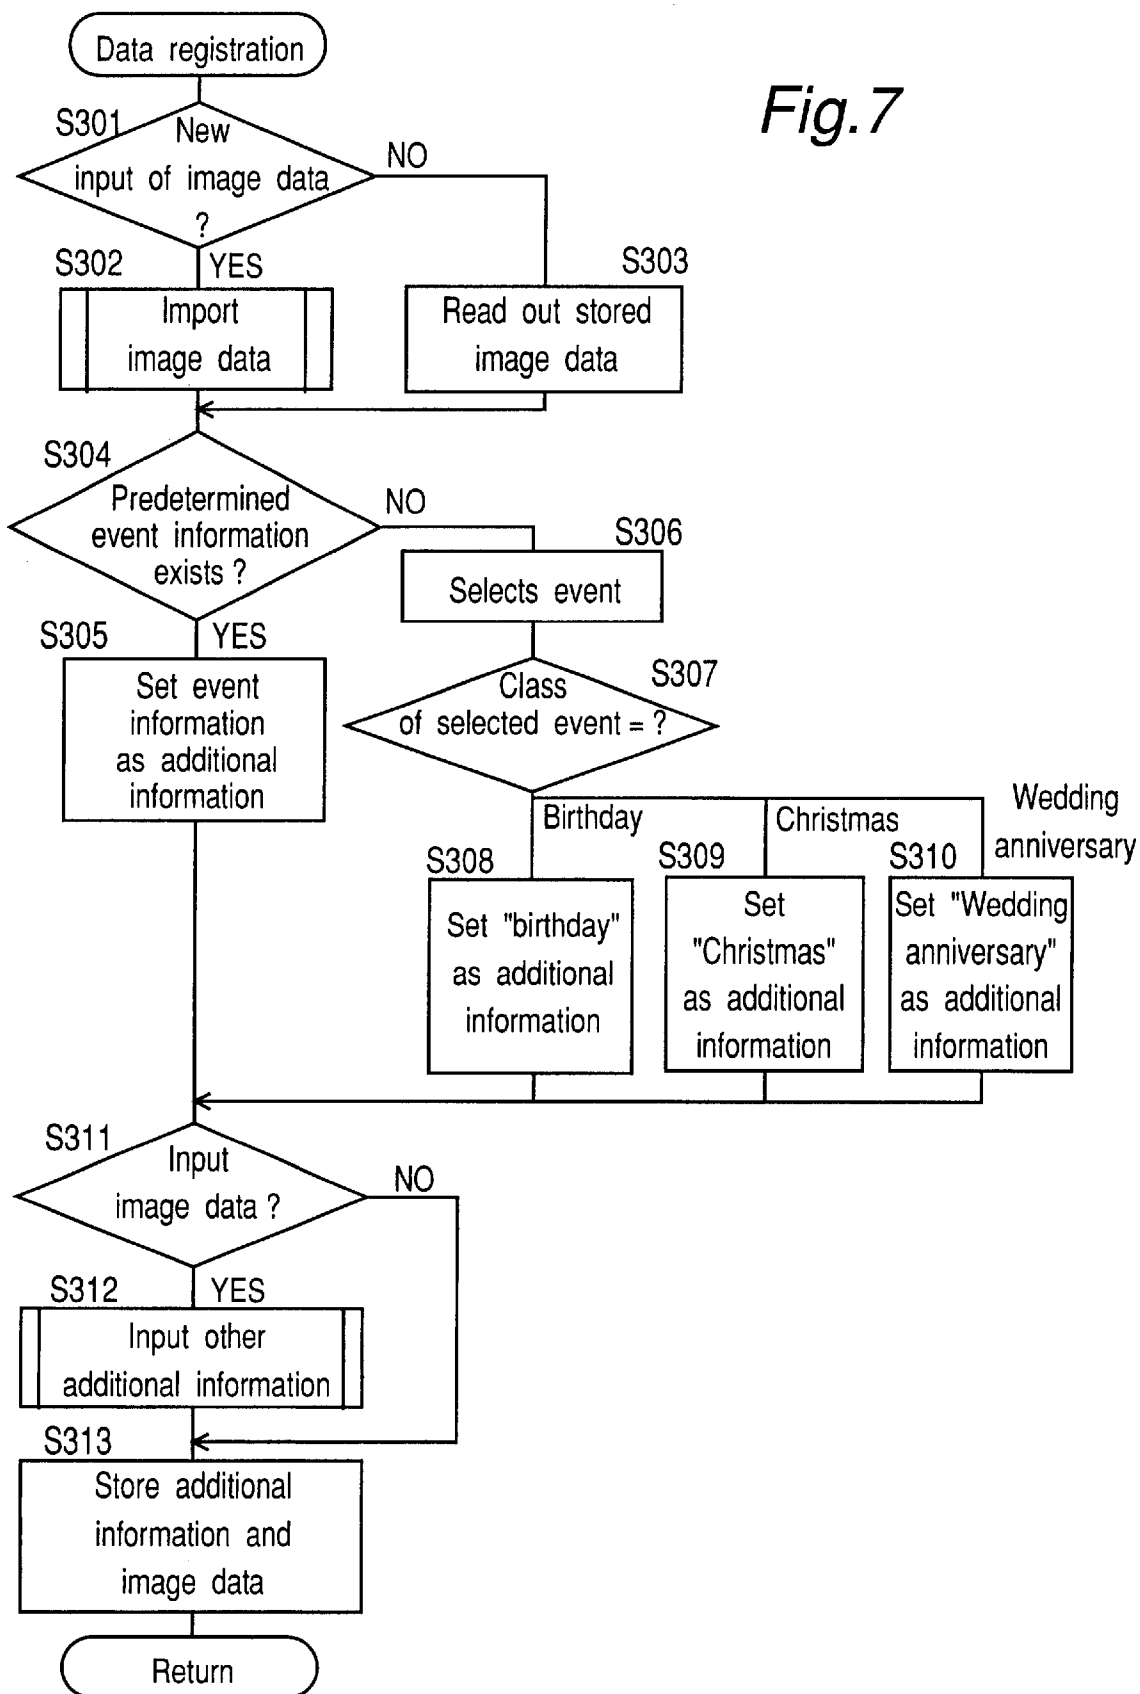 Data registration
Fig.7
S301
New
input of image data
?
NO
YES
S302
Import
image data
S303
Read out stored
image data
S304
Predetermined
event information
exists ?
NO
YES
S305
Set event
information
as additional
information
S306
Selects event
S307
Class
of selected event = ?
Birthday
Christmas
Wedding
anniversary
S308
Set "birthday"
as additional
information
S309
Set
"Christmas"
as additional
information
S310
Set "Wedding
anniversary"
as additional
information
S311
Input
image data ?
NO
YES
S312
Input other
additional information
S313
Store additional
information and
image data
Return